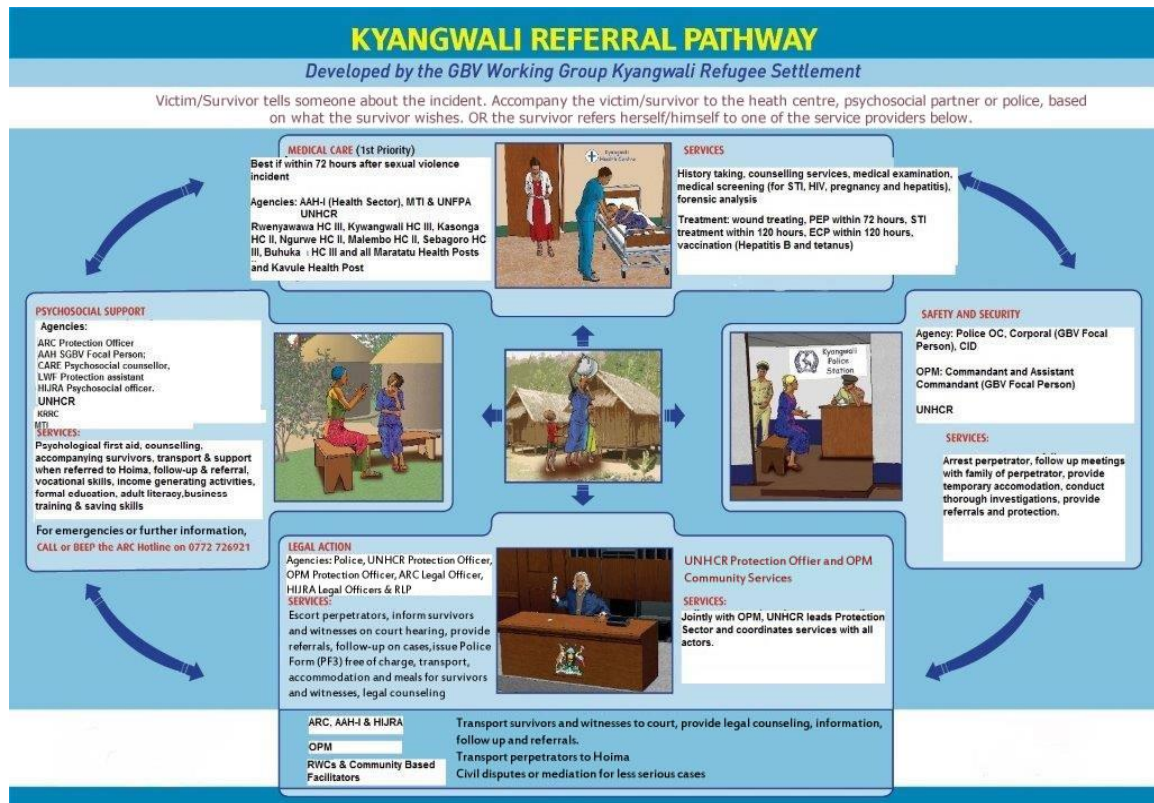 KYANGWALI REFERRAL PATHWAY
Developed by the GBV Working Group Kyangwali Refugee Settlement
Victim/Survivor tells someone about the incident. Accompany the victim/survivor to the heath centre, psychosocial partner or police, based
on what the survivor wishes. OR the survivor refers herself/himself to one of the service providers below.
MEDICAL CARE (1st Priority)
Best if within 72 hours after sexual violence
incident
Agencies: AAH-I (Health Sector), MTI & UNFPA
UNHCR
Rwenyawawa HC III, Kywangwali HC III, Kasonga
HC II, Ngurwe HC II, Malembo HC II, Sebagoro HC
III, Buhuka HC III and all Maratatu Health Posts
and Kavule Health Post
Kyangwali
Health Centre
SERVICES
History taking, counselling services, medical examination,
medical screening (for STI, HIV, pregnancy and hepatitis),
forensic analysis
Treatment: wound treating, PEP within 72 hours, STI
treatment within 120 hours, ECP within 120 hours,
vaccination (Hepatitis B and tetanus)
PSYCHOSOCIAL SUPPORT
Agencies:
ARC Protection Officer
AAH SGBV Focal Person;
CARE Psychosocial counsellor,
LWF Protection assistant
HIJRA Psychosocial officer.
UNHCR
KRRC
MTI
SERVICES:
Psychological first aid, counselling,
accompanying survivors, transport & support
when referred to Hoima, follow-up & referral,
vocational skills, income generating activities,
formal education, adult literacy,business
training & saving skills
For emergencies or further information,
CALL or BEEP the ARC Hotline on 0772 726921
Kyangwali
Police
Station
SAFETY AND SECURITY
Agency: Police OC, Corporal (GBV Focal
Person), CID
OPM: Commandant and Assistant
Commandant (GBV Focal Person)
UNHCR
SERVICES:
Arrest perpetrator, follow up meetings
with family of perpetrator, provide
temporary accomodation, conduct
thorough investigations, provide
referrals and protection.
LEGAL ACTION
Agencies: Police, UNHCR Protection Officer,
OPM Protection Officer, ARC Legal Officer,
HIJRA Legal Officers & RLP
SERVICES:
Escort perpetrators, inform survivors
and witnesses on court hearing, provide
referrals, follow-up on cases,issue Police
Form (PF3) free of charge, transport,
accommodation and meals for survivors
and witnesses, legal counseling
UNHCR Protection Offier and OPM
Community Services
SERVICES:
Jointly with OPM, UNHCR leads Protection
Sector and coordinates services with all
actors.
ARC, AAH-I & HIJRA
Transport survivors and witnesses to court, provide legal counseling, information,
follow up and referrals.
OPM
Transport perpetrators to Hoima
RWCs & Community Based
Facilitators
Civil disputes or mediation for less serious cases